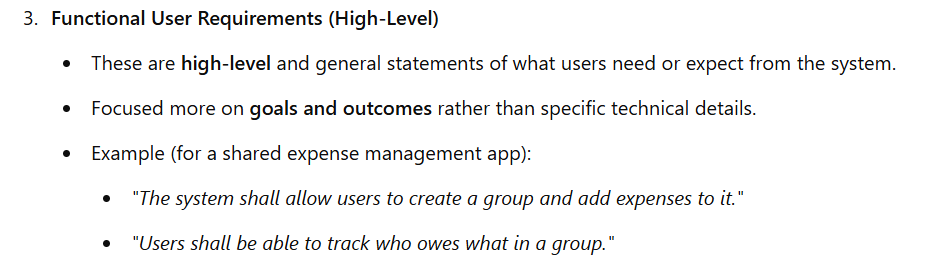 3. Functional User Requirements (High-Level)
• These are high-level and general statements of what users need or expect from the system.
• Focused more on goals and outcomes rather than specific technical details.
• Example (for a shared expense management app):
• "The system shall allow users to create a group and add expenses to it."
• "Users shall be able to track who owes what in a group."